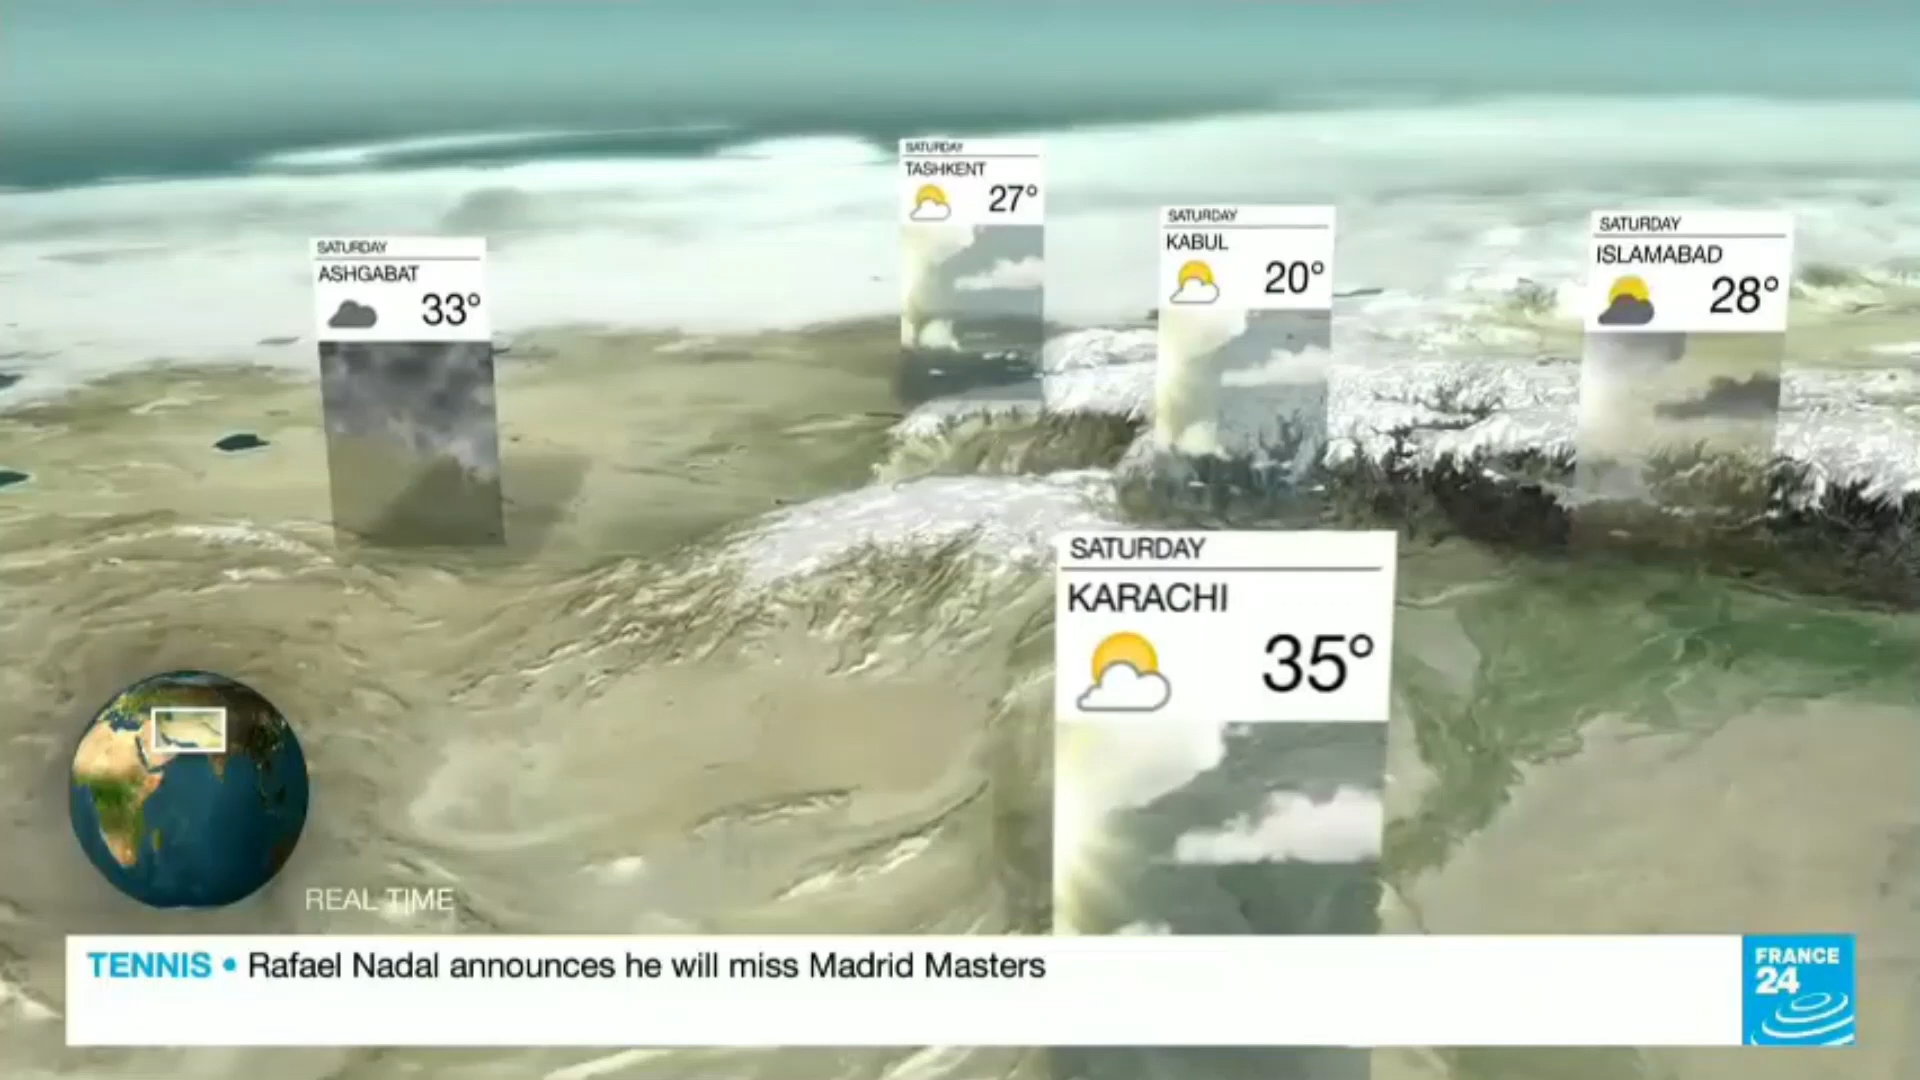 SATURDAY
TASHKENT
27°
SATURDAY
KABUL
20°
SATURDAY
ISLAMABAD
28°
SATURDAY
ASHGABAT
33°
SATURDAY
KARACHI
35°
REAL TIME
TENNIS • Rafael Nadal announces he will miss Madrid Masters
FRANCE
24